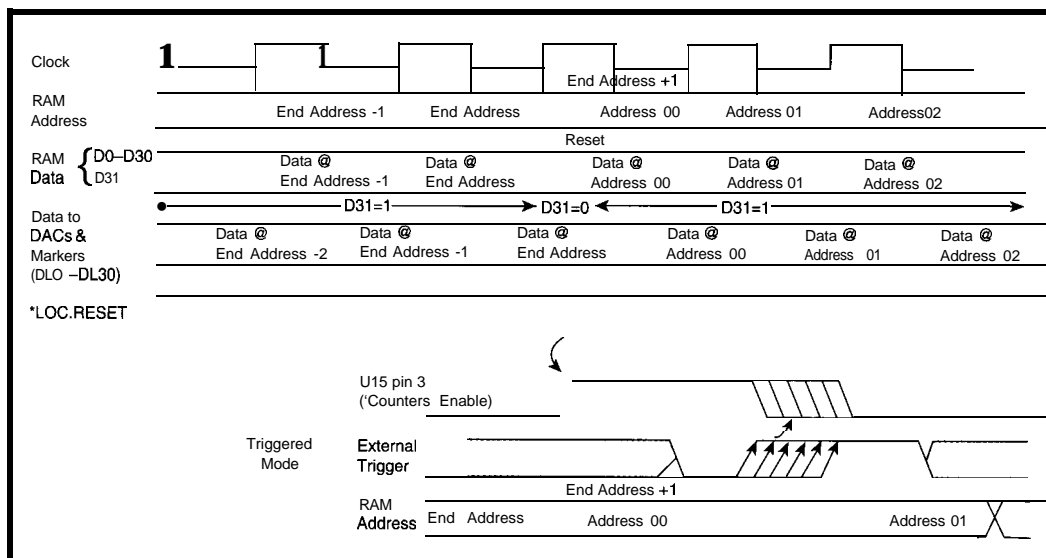 Clock 1 1
End Address +1
RAM
Address
End Address -1 End Address Address 00 Address 01 Address02
Reset
RAM
Data { D0–D30
D31
Data @ Data @ Data @ Data @ Data @
End Address -1 End Address Address 00 Address 01 Address 02
D31=1 D31=0 D31=1
Data to
DACs &
Markers
(DLO –DL30)
Data @ Data @ Data @ Data @ Data @ Data @
End Address -2 End Address -1 End Address Address 00 Address 01 Address 02
*LOC.RESET
U15 pin 3
('Counters Enable)
Triggered
Mode
External
Trigger
End Address +1
RAM
Address
End Address Address 00 Address 01